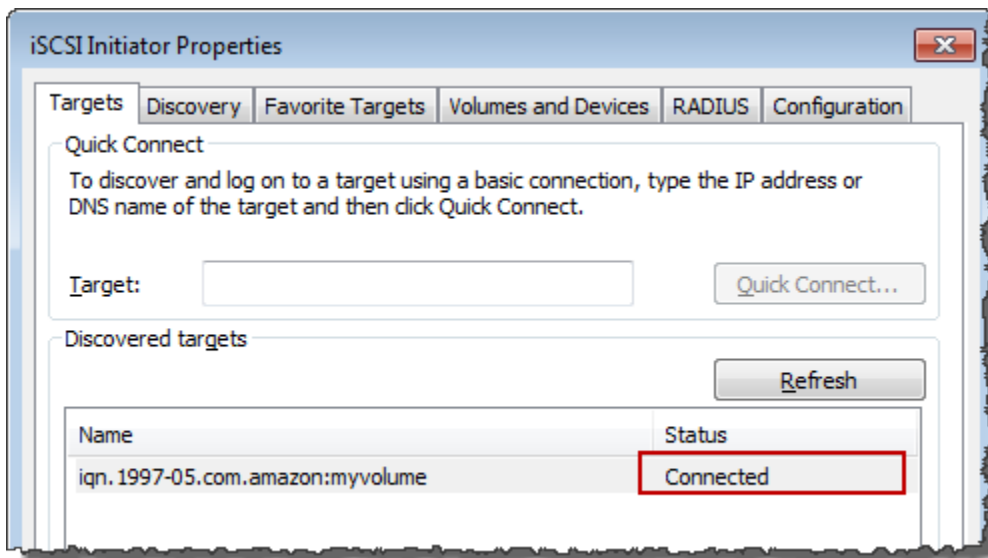 iSCSI Initiator Properties
Targets Discovery Favorite Targets Volumes and Devices RADIUS Configuration
Quick Connect
To discover and log on to a target using a basic connection, type the IP address or
DNS name of the target and then click Quick Connect.
Target: Quick Connect...
Discovered targets
Refresh
Name Status
iqn.1997-05.com.amazon:myvolume Connected